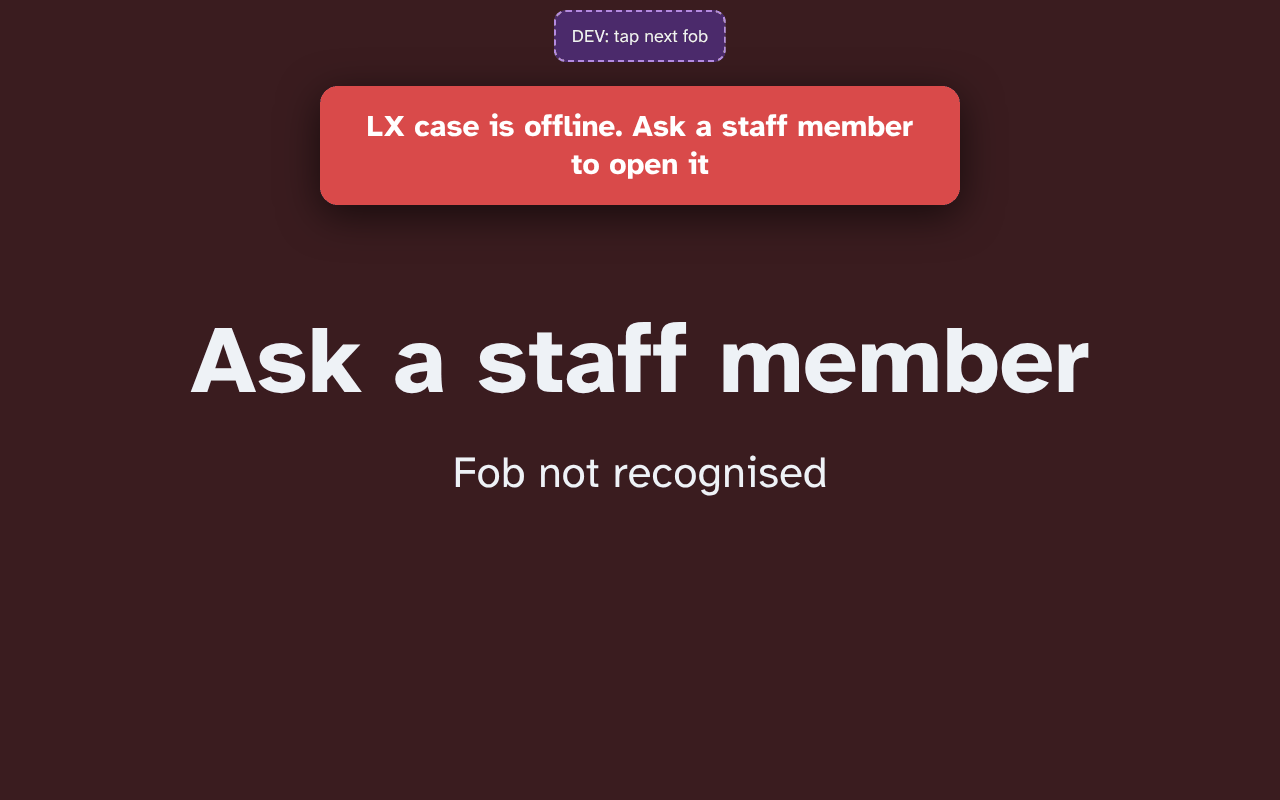 DEV: tap next fob
LX case is offline. Ask a staff member
to open it
Ask a staff member
Fob not recognised